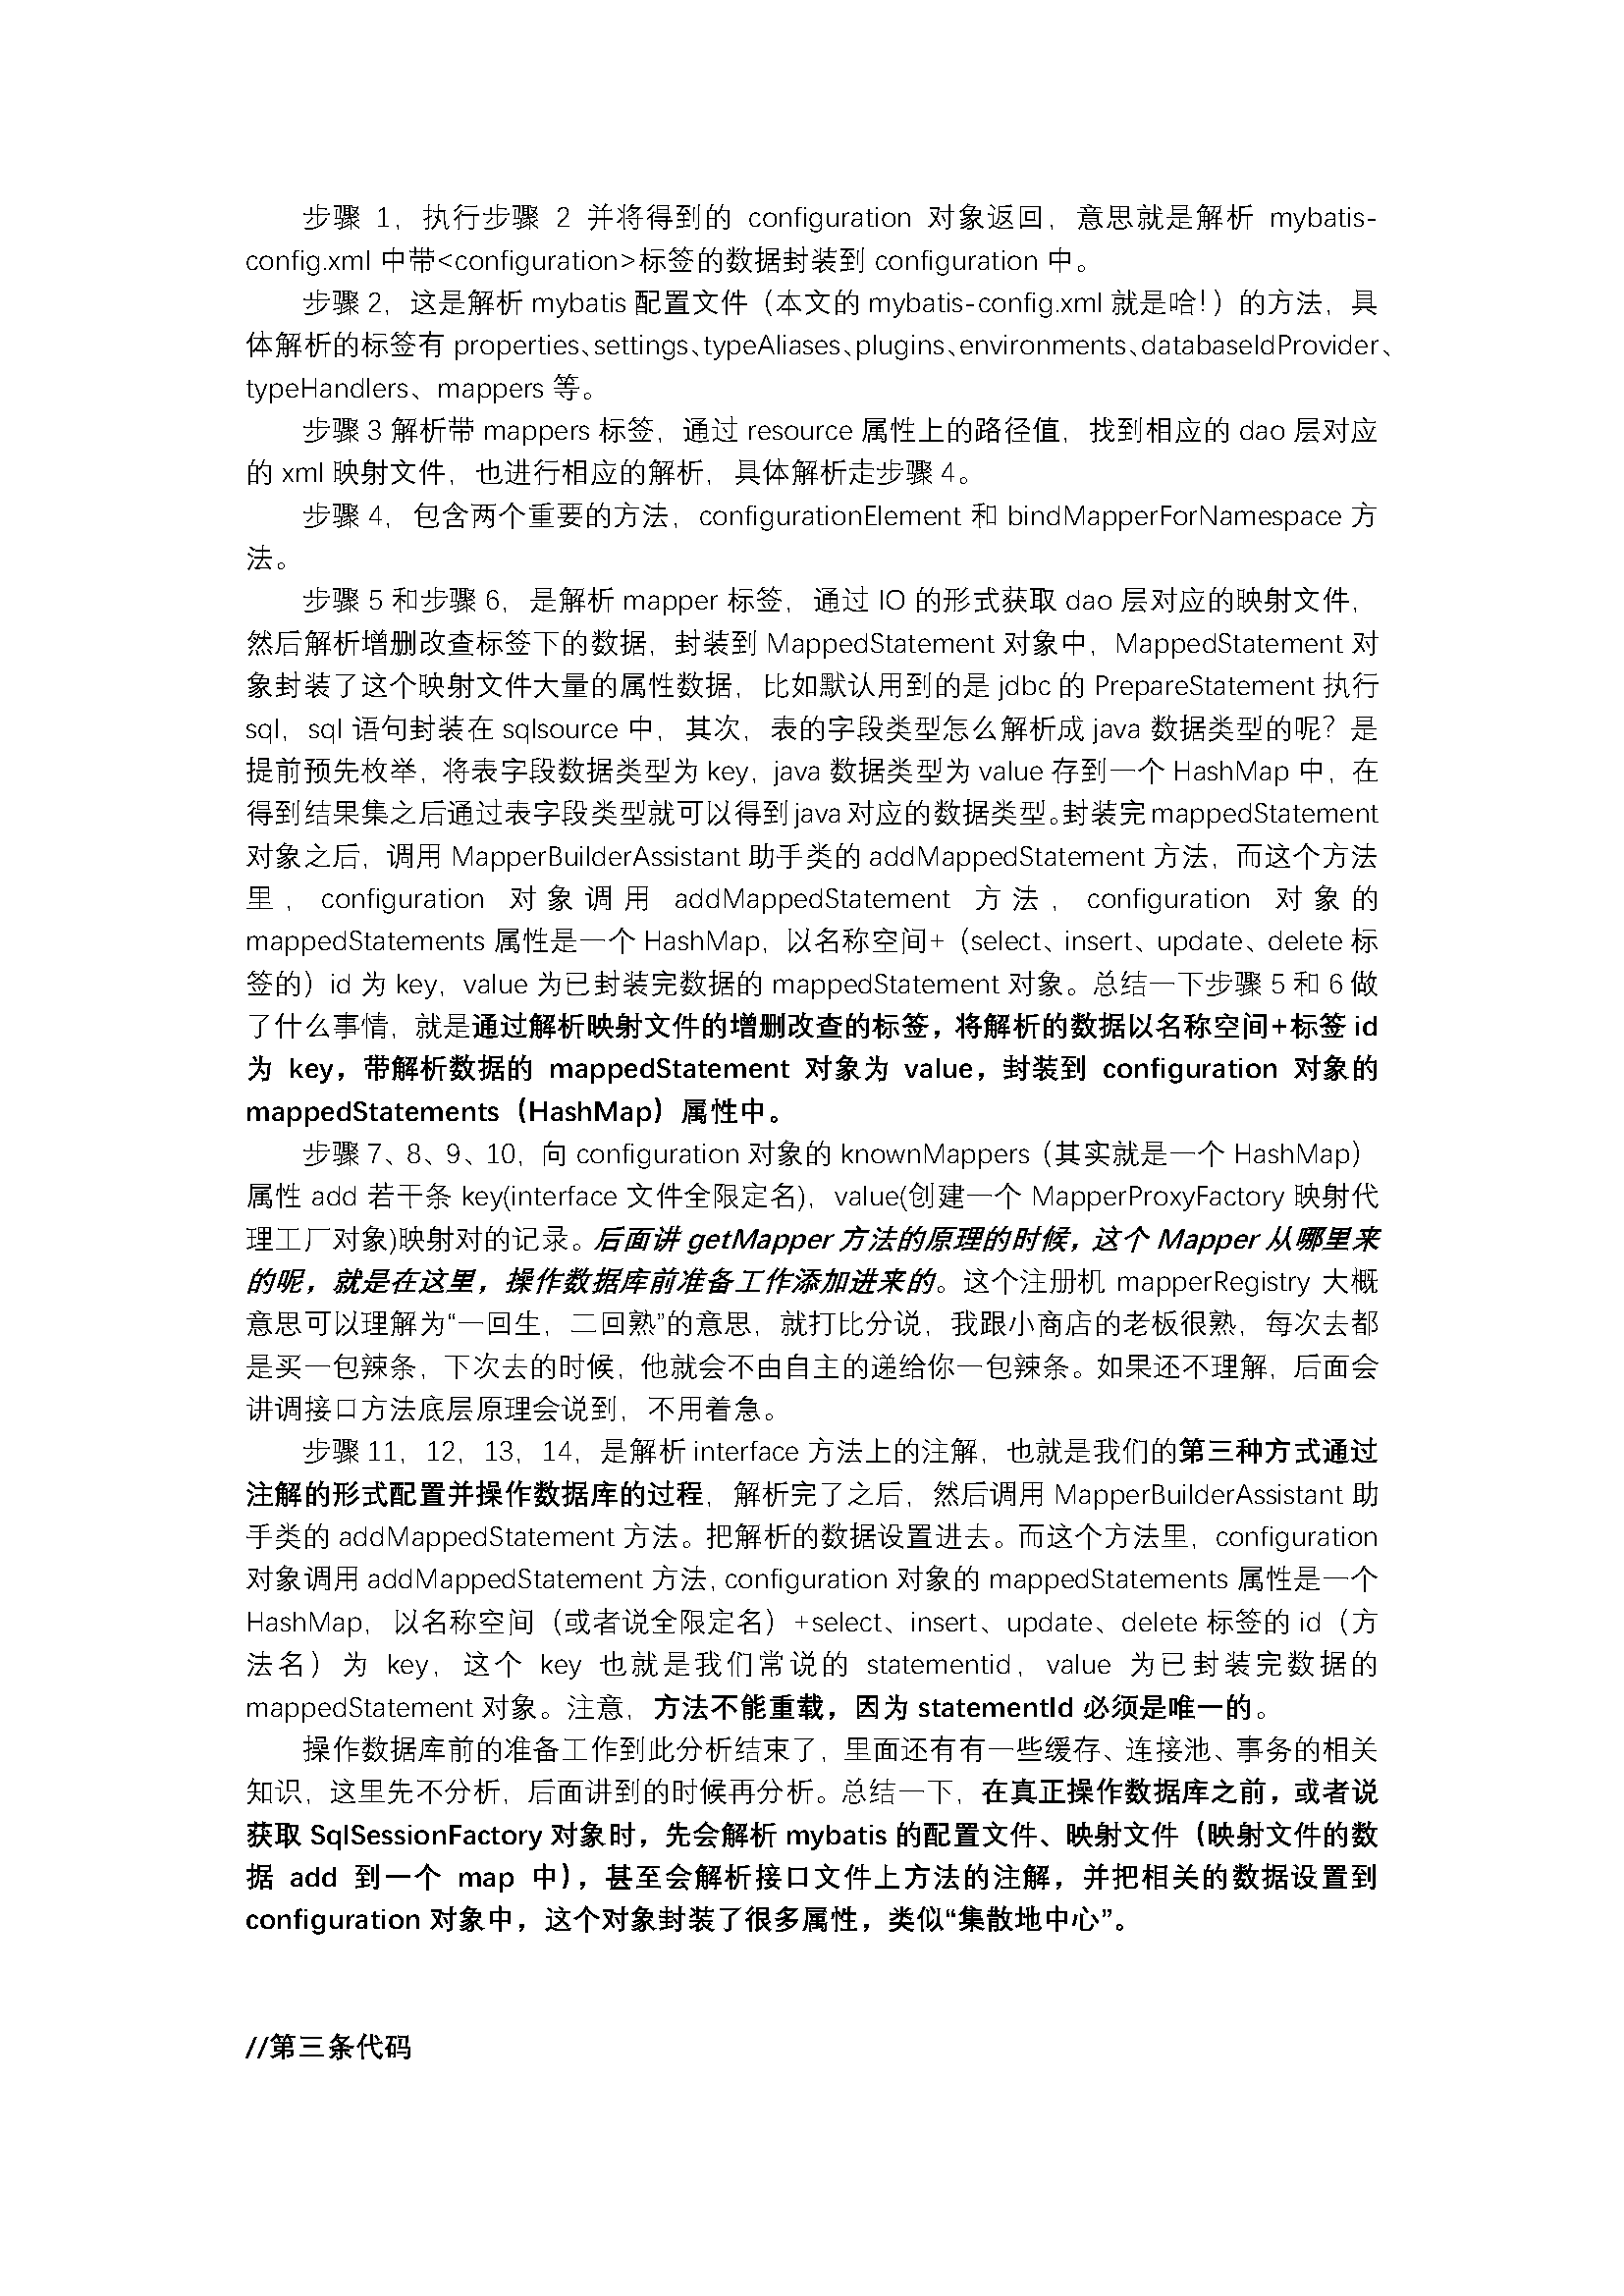 步骤 1，执行步骤 2 并将得到的 configuration 对象返回，意思就是解析 mybatis-
config.xml 中带<configuration>标签的数据封装到 configuration 中。
步骤 2，这是解析 mybatis 配置文件（本文的 mybatis-config.xml 就是哈！）的方法，具
体解析的标签有 properties、settings、typeAliases、plugins、environments、databaseIdProvider、
typeHandlers、mappers 等。
步骤 3 解析带 mappers 标签，通过 resource 属性上的路径值，找到相应的 dao 层对应
的 xml 映射文件，也进行相应的解析，具体解析走步骤 4。
步骤 4，包含两个重要的方法，configurationElement 和 bindMapperForNamespace 方
法。
步骤 5 和步骤 6，是解析 mapper 标签，通过 IO 的形式获取 dao 层对应的映射文件，
然后解析增删改查标签下的数据，封装到 MappedStatement 对象中，MappedStatement 对
象封装了这个映射文件大量的属性数据，比如默认用到的是 jdbc 的 PrepareStatement 执行
sql，sql 语句封装在 sqlsource 中，其次，表的字段类型怎么解析成 java 数据类型的呢？是
提前预先枚举，将表字段数据类型为 key，java 数据类型为 value 存到一个 HashMap 中，在
得到结果集之后通过表字段类型就可以得到 java 对应的数据类型。封装完 mappedStatement
对象之后，调用 MapperBuilderAssistant 助手类的 addMappedStatement 方法，而这个方法
里，configuration 对象调用 addMappedStatement 方法，configuration 对象的
mappedStatements 属性是一个 HashMap，以名称空间+（select、insert、update、delete 标
签的）id 为 key，value 为已封装完数据的 mappedStatement 对象。总结一下步骤 5 和 6 做
了什么事情，就是通过解析映射文件的增删改查的标签，将解析的数据以名称空间+标签 id
为 key，带解析数据的 mappedStatement 对象为 value，封装到 configuration 对象的
mappedStatements（HashMap）属性中。
步骤 7、8、9、10，向 configuration 对象的 knownMappers（其实就是一个 HashMap）
属性 add 若干条 key(interface 文件全限定名)，value(创建一个 MapperProxyFactory 映射代
理工厂对象)映射对的记录。后面讲 getMapper 方法的原理的时候，这个 Mapper 从哪里来
的呢，就是在这里，操作数据库前准备工作添加进来的。这个注册机 mapperRegistry 大概
意思可以理解为“一回生，二回熟”的意思，就打比分说，我跟小商店的老板很熟，每次去都
是买一包辣条，下次去的时候，他就会不由自主的递给你一包辣条。如果还不理解，后面会
讲调接口方法底层原理会说到，不用着急。
步骤 11，12，13，14，是解析 interface 方法上的注解，也就是我们的第三种方式通过
注解的形式配置并操作数据库的过程，解析完了之后，然后调用 MapperBuilderAssistant 助
手类的 addMappedStatement 方法。把解析的数据设置进去。而这个方法里，configuration
对象调用 addMappedStatement 方法, configuration 对象的 mappedStatements 属性是一个
HashMap，以名称空间（或者说全限定名）+select、insert、update、delete 标签的 id（方
法名）为 key，这个 key 也就是我们常说的 statementid，value 为已封装完数据的
mappedStatement 对象。注意，方法不能重载，因为 statementId 必须是唯一的。
操作数据库前的准备工作到此分析结束了，里面还有有一些缓存、连接池、事务的相关
知识，这里先不分析，后面讲到的时候再分析。总结一下，在真正操作数据库之前，或者说
获取 SqlSessionFactory 对象时，先会解析 mybatis 的配置文件、映射文件（映射文件的数
据 add 到一个 map 中），甚至会解析接口文件上方法的注解，并把相关的数据设置到
configuration 对象中，这个对象封装了很多属性，类似“集散地中心”。
//第三条代码